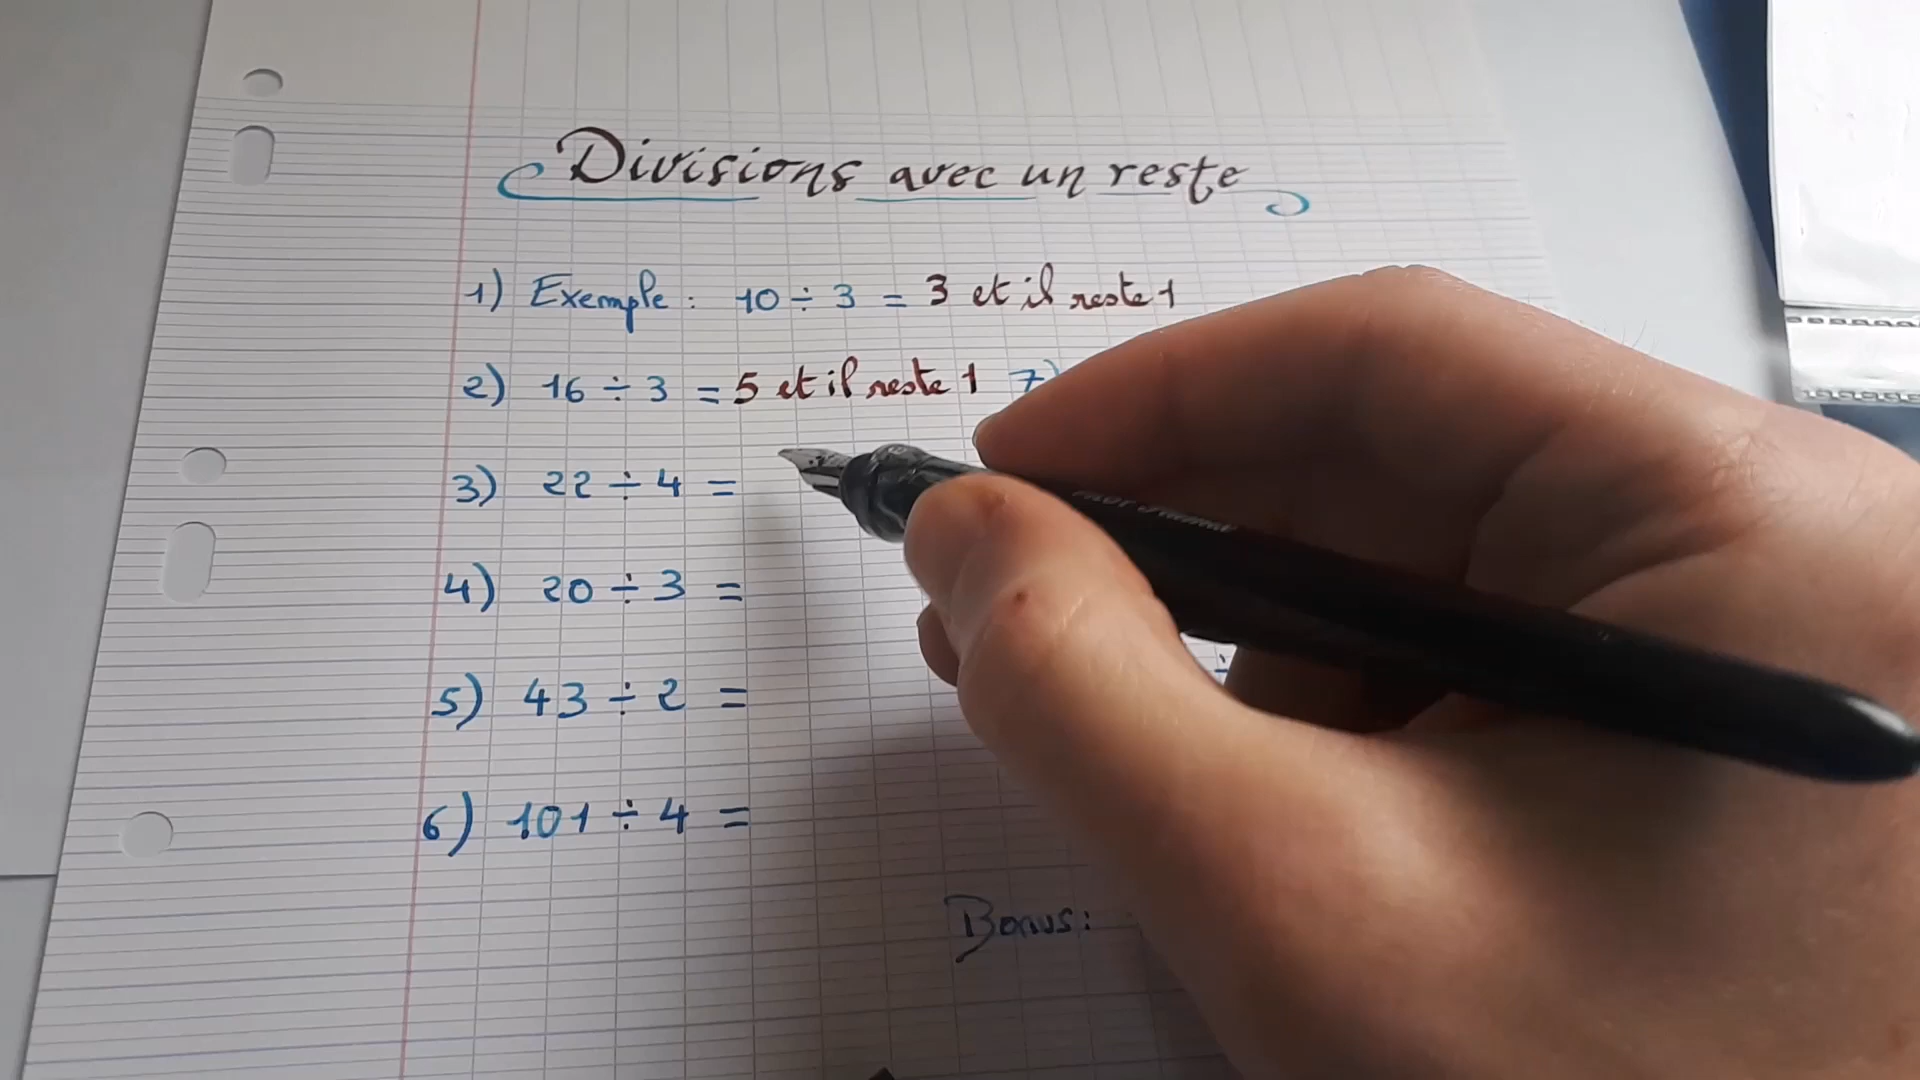 Divisions avec un reste
1) Exemple : 10 ÷ 3 = 3 et il reste 1
2) 16 ÷ 3 = 5 et il reste 1 7)
3) 22 ÷ 4 =
4) 20 ÷ 3 =
5) 43 ÷ 2 =
÷
6) 101 ÷ 4 =
Bonus :